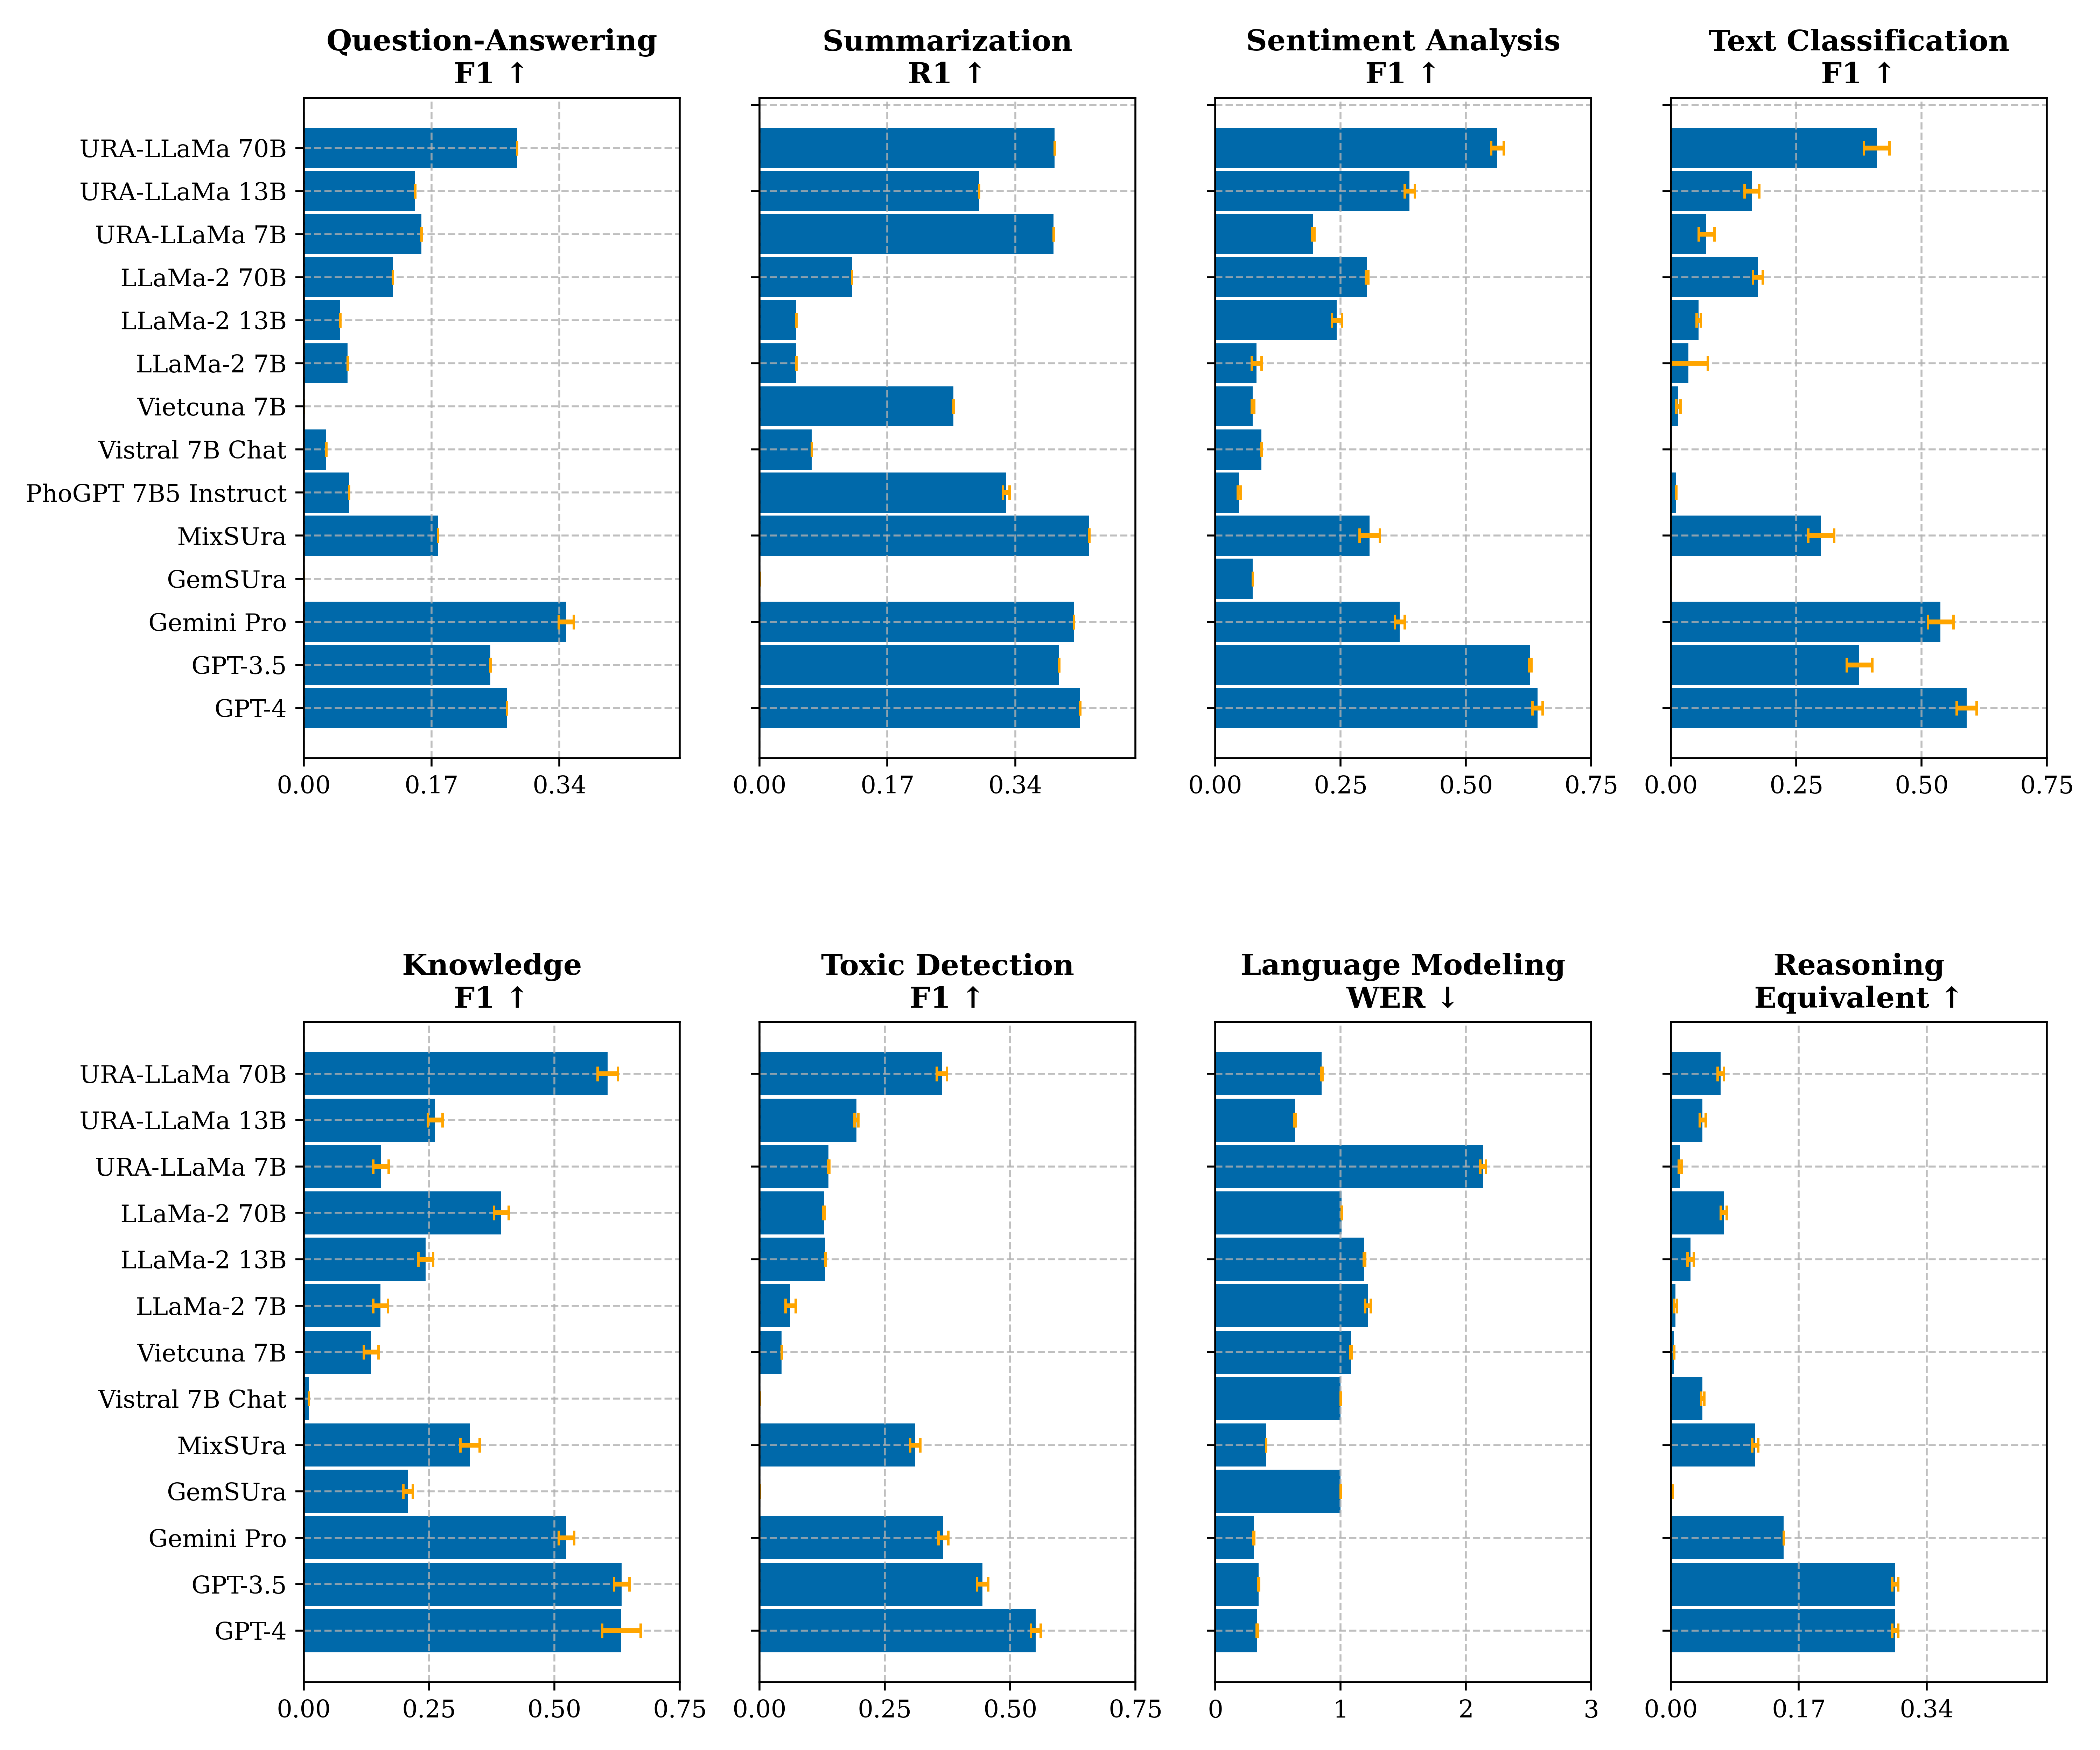 Question-Answering
F1 ↑
Summarization
R1 ↑
Sentiment Analysis
F1 ↑
Text Classification
F1 ↑
URA-LLaMa 70B
URA-LLaMa 13B
URA-LLaMa 7B
LLaMa-2 70B
LLaMa-2 13B
LLaMa-2 7B
Vietcuna 7B
Vistral 7B Chat
PhoGPT 7B5 Instruct
MixSUra
GemSUra
Gemini Pro
GPT-3.5
GPT-4
0.00 0.17 0.34
0.00 0.17 0.34
0.00 0.25 0.50 0.75
0.00 0.25 0.50 0.75
Knowledge
F1 ↑
Toxic Detection
F1 ↑
Language Modeling
WER ↓
Reasoning
Equivalent ↑
URA-LLaMa 70B
URA-LLaMa 13B
URA-LLaMa 7B
LLaMa-2 70B
LLaMa-2 13B
LLaMa-2 7B
Vietcuna 7B
Vistral 7B Chat
MixSUra
GemSUra
Gemini Pro
GPT-3.5
GPT-4
0.00 0.25 0.50 0.75
0.00 0.25 0.50 0.75
0 1 2 3
0.00 0.17 0.34